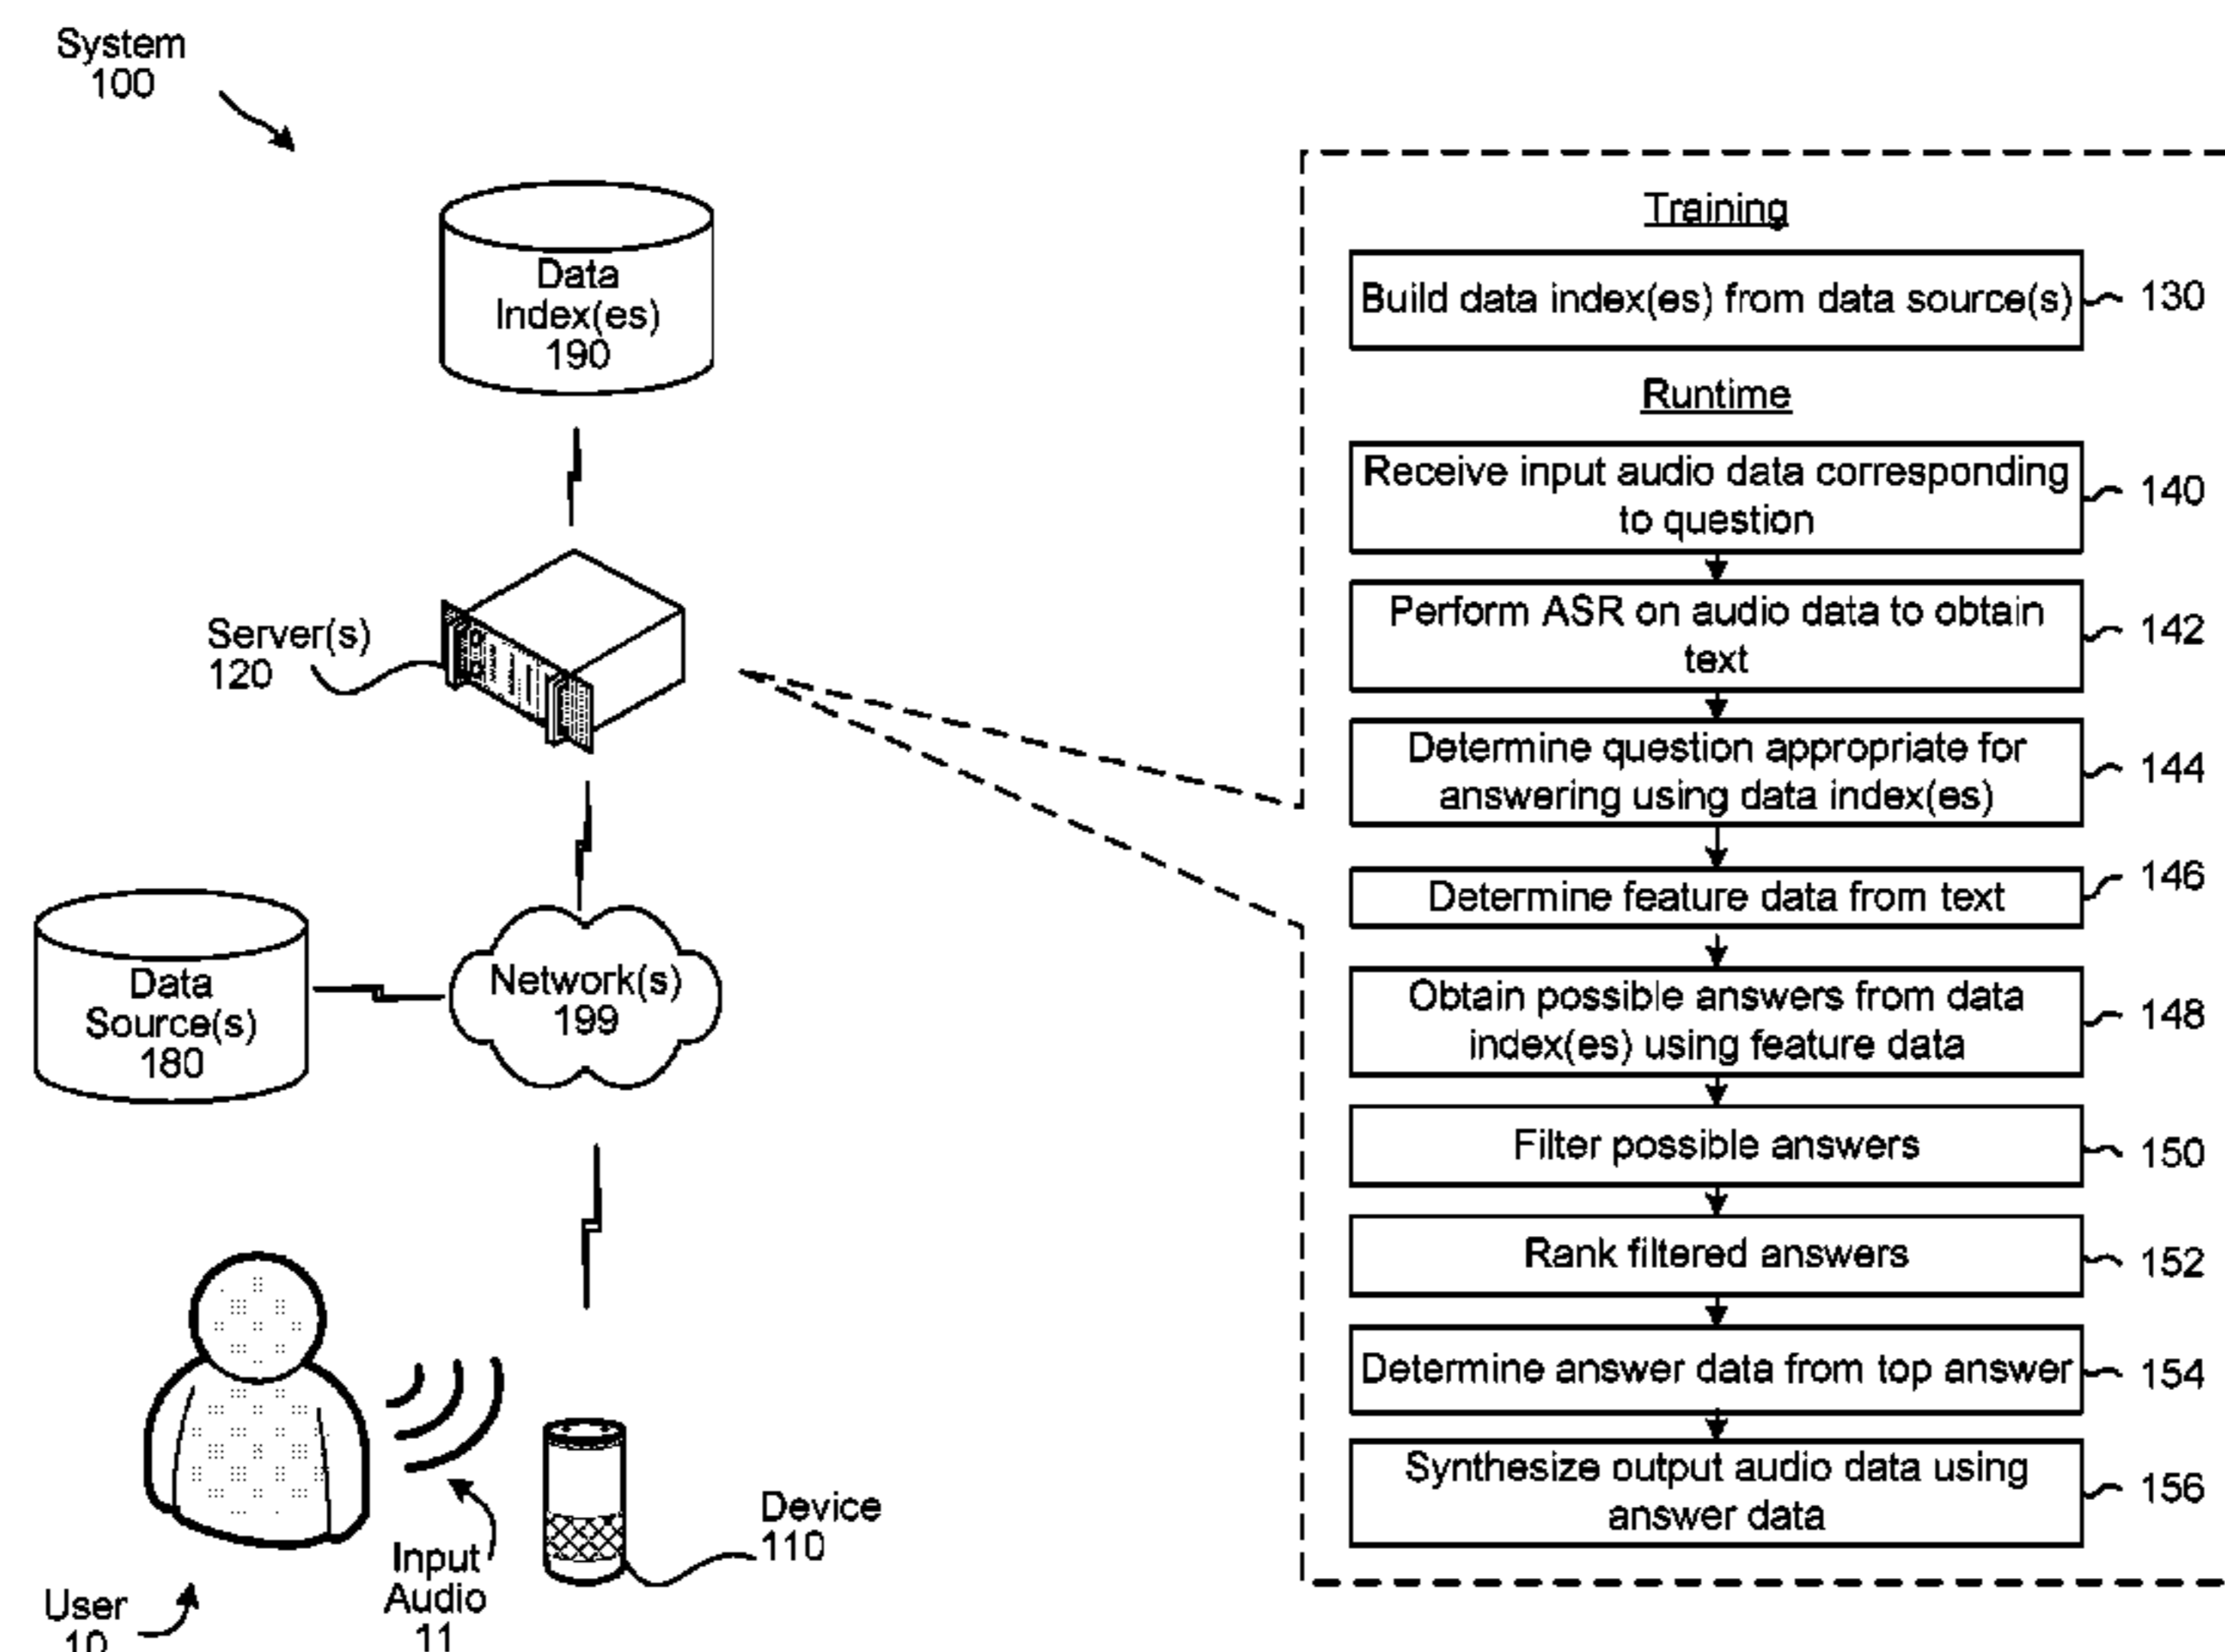 System
100
Data
Index(es)
190
Server(s)
120
Data
Source(s)
180
Network(s)
199
Device
110
Input
Audio
11
User
10
Training
Build data index(es) from data source(s)
130
Runtime
Receive input audio data corresponding
to question
140
Perform ASR on audio data to obtain
text
142
Determine question appropriate for
answering using data index(es)
144
Determine feature data from text
146
Obtain possible answers from data
index(es) using feature data
148
Filter possible answers
150
Rank filtered answers
152
Determine answer data from top answer
154
Synthesize output audio data using
answer data
156